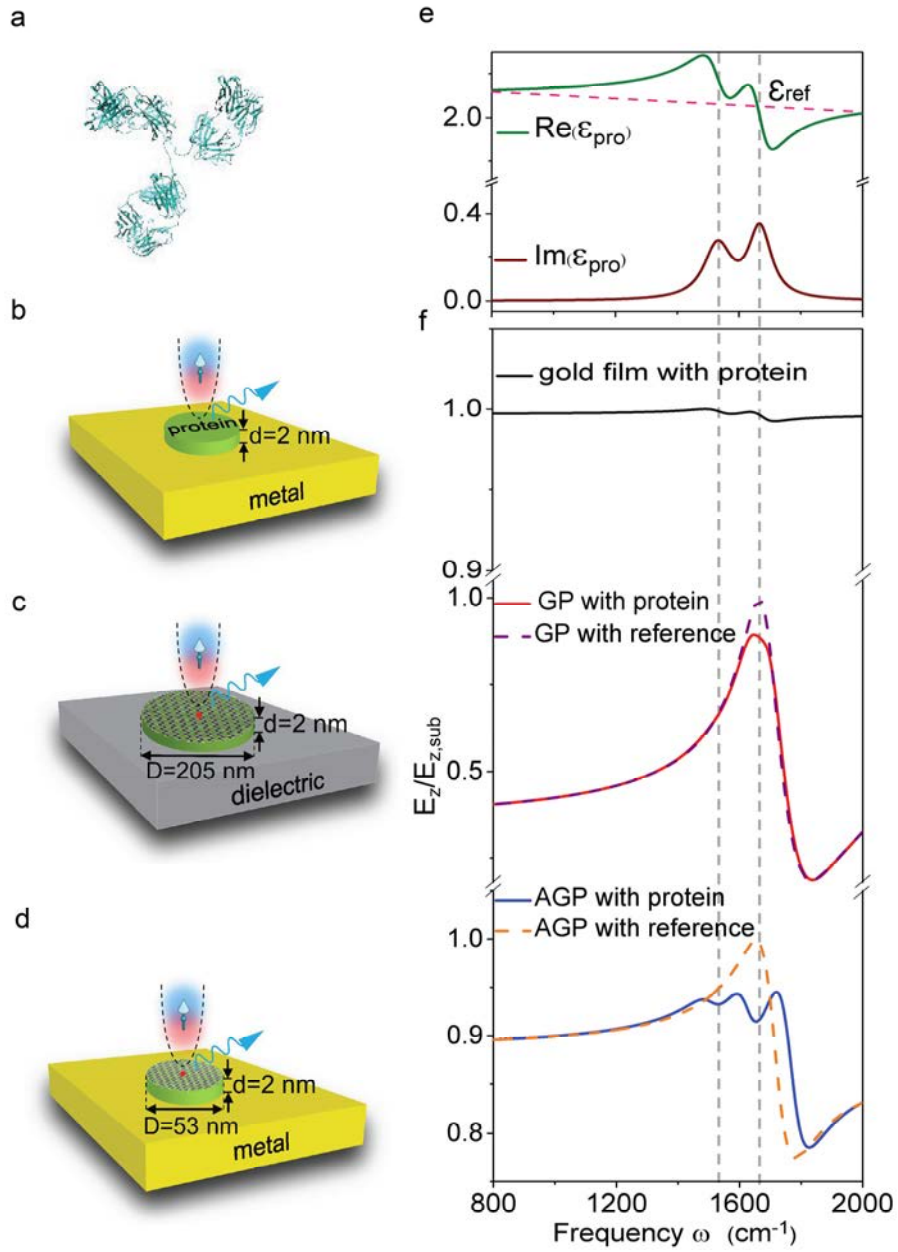 a
b
protein
d=2 nm
metal
c
d=2 nm
D=205 nm
dielectric
d
d=2 nm
D=53 nm
metal
e
2.0
εref
Re(εpro)
0.4
Im(εpro)
0.0
f
gold film with protein
1.0
0.9
1.0
GP with protein
GP with reference
0.5
Ez/Ez,sub
AGP with protein
AGP with reference
1.0
0.9
0.8
800 1200 1600 2000
Frequency ω (cm⁻¹)